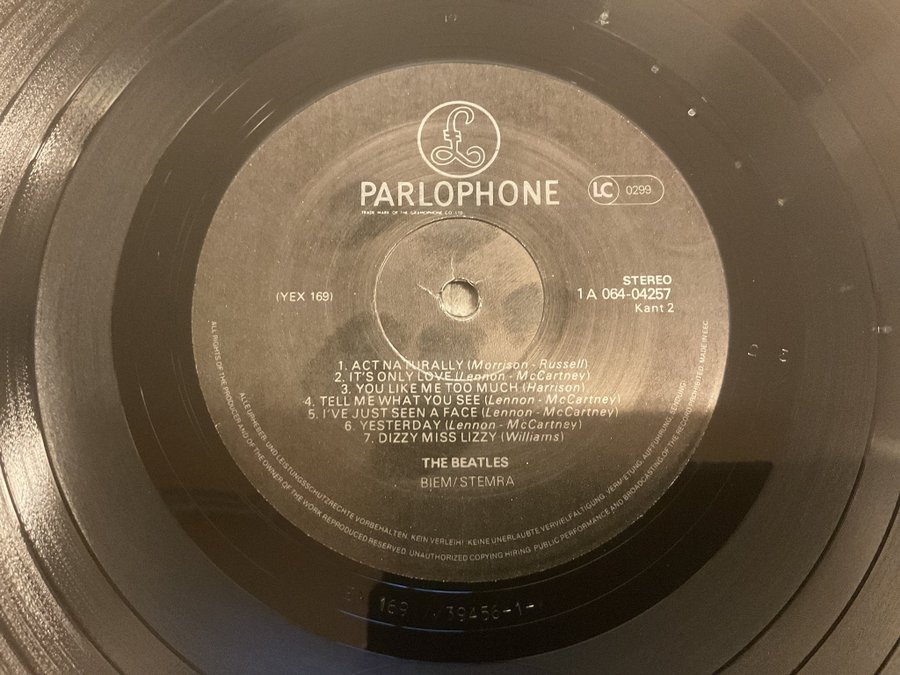 £
PARLOPHONE
TRADE MARK OF THE GRAMOPHONE CO. LTD.
LC 0299
(YEX 169)
STEREO
1A 064-04257
Kant 2
1. ACT NATURALLY (Morrison - Russell)
2. IT'S ONLY LOVE (Lennon - McCartney)
3. YOU LIKE ME TOO MUCH (Harrison)
4. TELL ME WHAT YOU SEE (Lennon - McCartney)
5. I'VE JUST SEEN A FACE (Lennon - McCartney)
6. YESTERDAY (Lennon - McCartney)
7. DIZZY MISS LIZZY (Williams)
THE BEATLES
BIEM/STEMRA
ALLE URHEBER- UND LEISTUNGSSCHUTZRECHTE VORBEHALTEN. KEIN VERLEIH! KEINE UNERLAUBTE VERVIELFÄLTIGUNG, VERMIETUNG, AUFFÜHRUNG, SENDUNG!
ALL RIGHTS OF THE PRODUCER AND OF THE OWNER OF THE WORK REPRODUCED RESERVED. UNAUTHORIZED COPYING HIRING, PUBLIC PERFORMANCE AND BROADCASTING OF THE RECORD PROHIBITED. MADE IN EEC
169 39456-1-